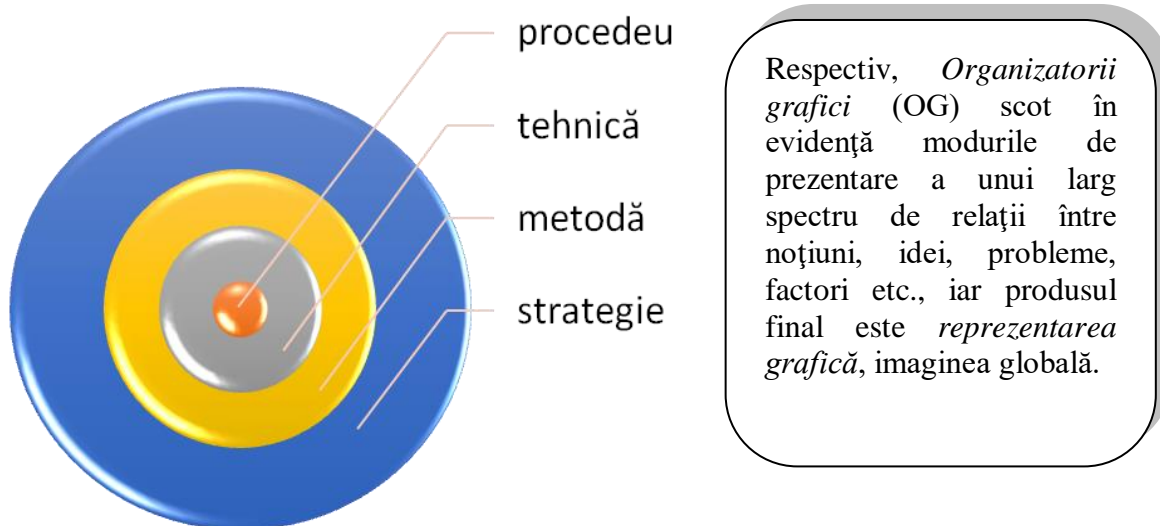 procedeu
tehnică
metodă
strategie
Respectiv, Organizatorii
grafici (OG) scot în
evidenţă modurile de
prezentare a unui larg
spectru de relaţii între
noţiuni, idei, probleme,
factori etc., iar produsul
final este reprezentarea
grafică, imaginea globală.